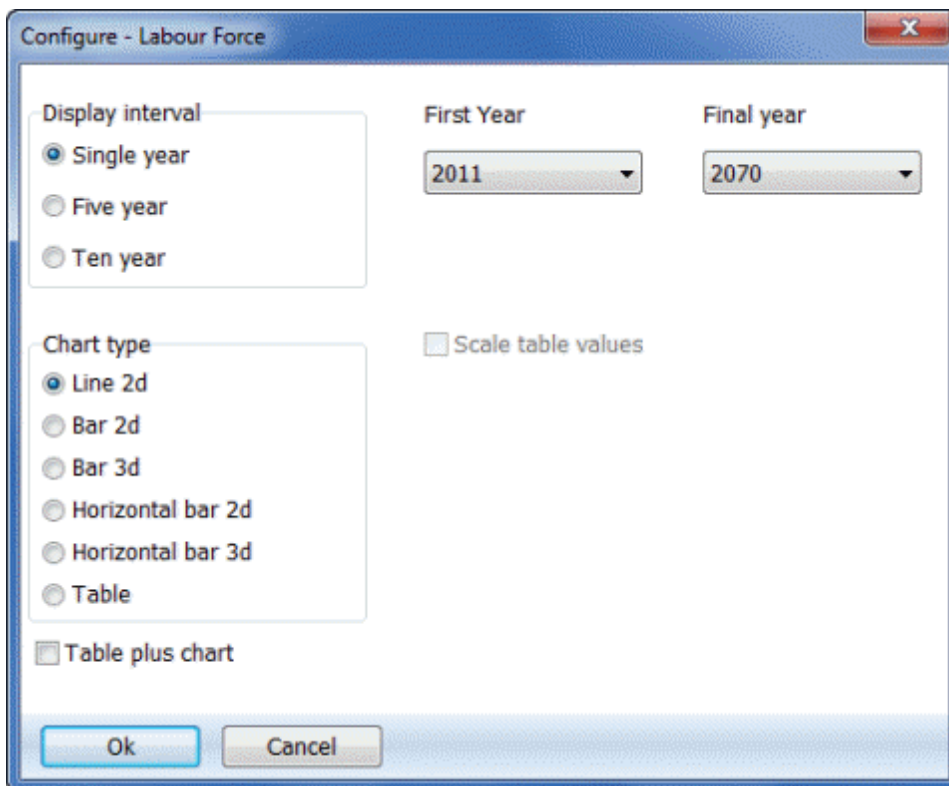 Configure - Labour Force
Display interval
Single year
Five year
Ten year
First Year
2011
Final year
2070
Chart type
Line 2d
Bar 2d
Bar 3d
Horizontal bar 2d
Horizontal bar 3d
Table
Scale table values
Table plus chart
Ok
Cancel